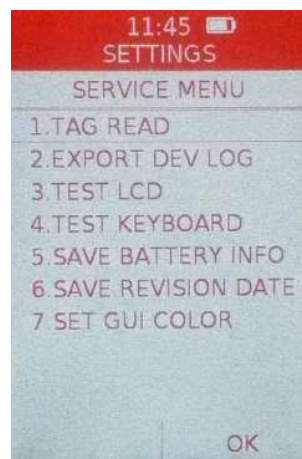 11:45
SETTINGS
SERVICE MENU
1.TAG READ
2.EXPORT DEV LOG
3.TEST LCD
4.TEST KEYBOARD
5.SAVE BATTERY INFO
6.SAVE REVISION DATE
7.SET GUI COLOR
OK